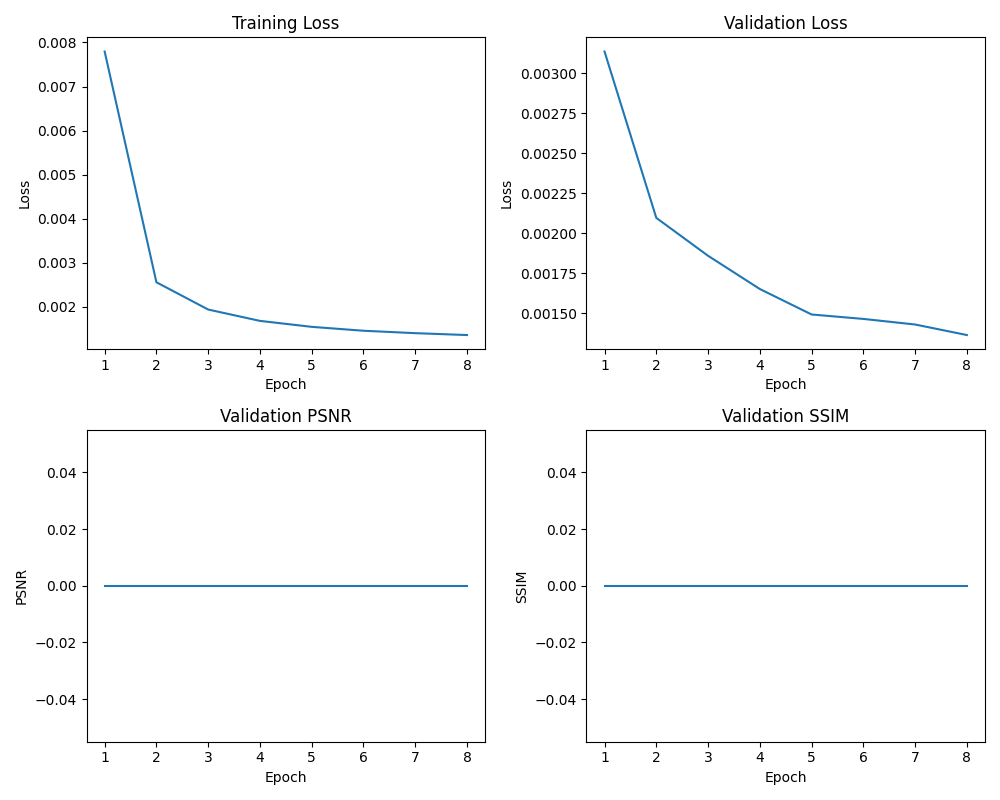 Training Loss
0.008
0.007
0.006
0.005
0.004
0.003
0.002
Loss
1 2 3 4 5 6 7 8
Epoch
Validation Loss
0.00300
0.00275
0.00250
0.00225
0.00200
0.00175
0.00150
Loss
1 2 3 4 5 6 7 8
Epoch
Validation PSNR
0.04
0.02
0.00
−0.02
−0.04
PSNR
1 2 3 4 5 6 7 8
Epoch
Validation SSIM
0.04
0.02
0.00
−0.02
−0.04
SSIM
1 2 3 4 5 6 7 8
Epoch